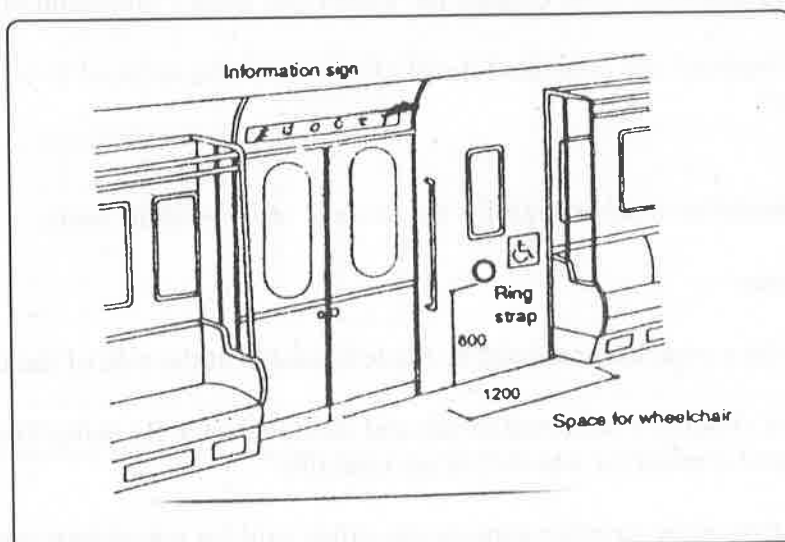 Information sign
Ring
strap
600
1200
Space for wheelchair